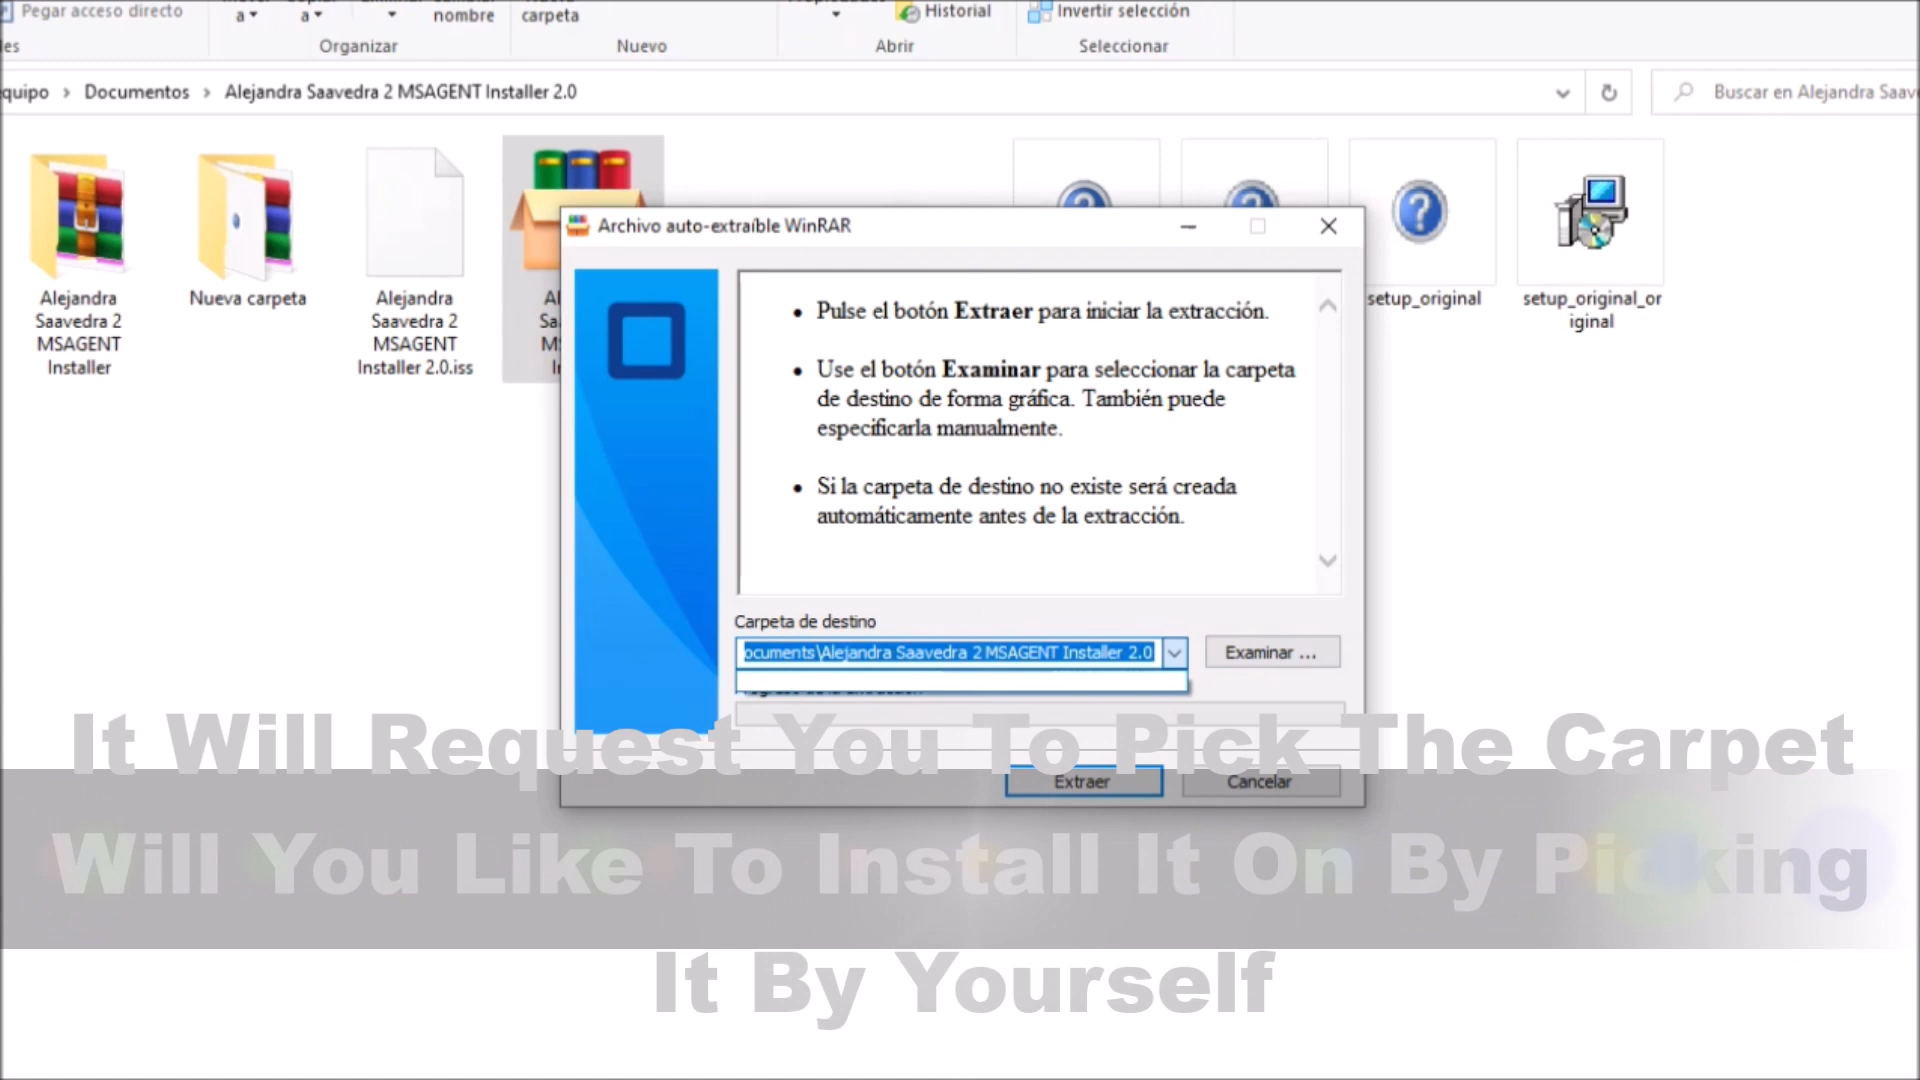 Pegar acceso directo
a
a
nombre
carpeta
Historial
Invertir selección
Organizar
Nuevo
Abrir
Seleccionar
Documentos
Alejandra Saavedra 2 MSAGENT Installer 2.0
Buscar en Alejandra
Alejandra
Saavedra 2
MSAGENT
Installer
Nueva carpeta
Alejandra
Saavedra 2
MSAGENT
Installer 2.0.iss
setup_original
setup_original_or
iginal
Archivo auto-extraíble WinRAR
• Pulse el botón Extraer para iniciar la extracción.
• Use el botón Examinar para seleccionar la carpeta
de destino de forma gráfica. También puede
especificarla manualmente.
• Si la carpeta de destino no existe será creada
automáticamente antes de la extracción.
Carpeta de destino
ocuments\Alejandra Saavedra 2 MSAGENT Installer 2.0
Examinar ...
Extraer
Cancelar
It Will Request You To Pick The Carpet
Will You Like To Install It On By Picking
It By Yourself